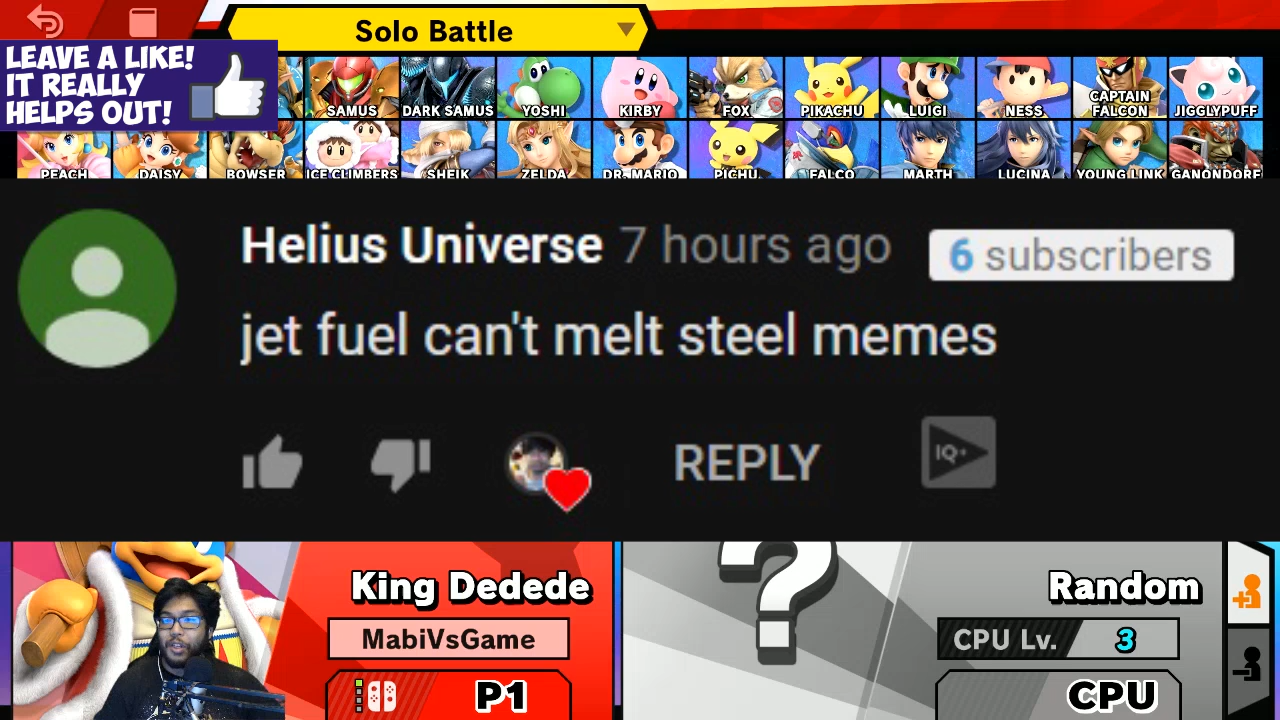 Solo Battle
LEAVE A LIKE!
IT REALLY
HELPS OUT!
SAMUS DARK SAMUS YOSHI KIRBY FOX PIKACHU LUIGI NESS CAPTAIN FALCON JIGGLYPUFF
PEACH DAISY BOWSER ICE CLIMBERS SHEIK ZELDA DR. MARIO PICHU FALCO MARTH LUCINA YOUNG LINK GANONDORF
Helius Universe 7 hours ago 6 subscribers
jet fuel can't melt steel memes
REPLY IQ+
King Dedede Random
MabiVsGame CPU Lv. 3
P1 CPU